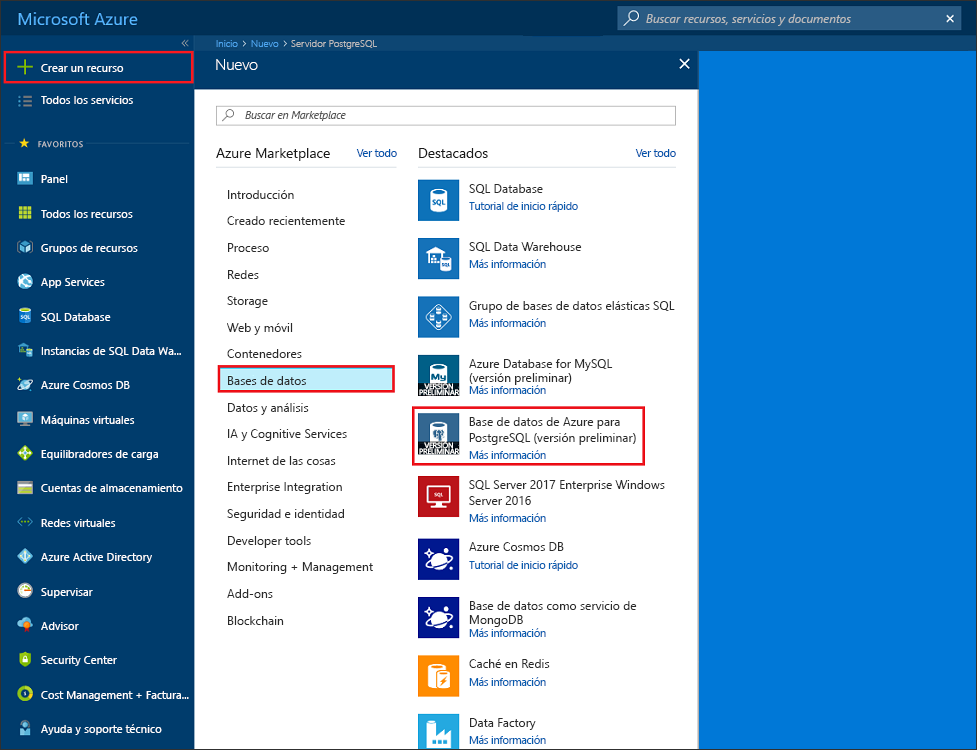 Microsoft Azure
Buscar recursos, servicios y documentos
Inicio > Nuevo > Servidor PostgreSQL
Crear un recurso
Todos los servicios
FAVORITOS
Panel
Todos los recursos
Grupos de recursos
App Services
SQL Database
Instancias de SQL Data Wa...
Azure Cosmos DB
Máquinas virtuales
Equilibradores de carga
Cuentas de almacenamiento
Redes virtuales
Azure Active Directory
Supervisar
Advisor
Security Center
Cost Management + Factura...
Ayuda y soporte técnico
Nuevo
Buscar en Marketplace
Azure Marketplace
Ver todo
Introducción
Creado recientemente
Proceso
Redes
Storage
Web y móvil
Contenedores
Bases de datos
Datos y análisis
IA y Cognitive Services
Internet de las cosas
Enterprise Integration
Seguridad e identidad
Developer tools
Monitoring + Management
Add-ons
Blockchain
Destacados
Ver todo
SQL
SQL Database
Tutorial de inicio rápido
SQL Data Warehouse
Más información
Grupo de bases de datos elásticas SQL
Más información
My
VERSIÓN
PRELIMINAR
Azure Database for MySQL
(versión preliminar)
Más información
VERSIÓN
PRELIMINAR
Base de datos de Azure para
PostgreSQL (versión preliminar)
Más información
SQL
SQL Server 2017 Enterprise Windows
Server 2016
Más información
Azure Cosmos DB
Tutorial de inicio rápido
Base de datos como servicio de
MongoDB
Más información
Caché en Redis
Más información
Data Factory
Más información